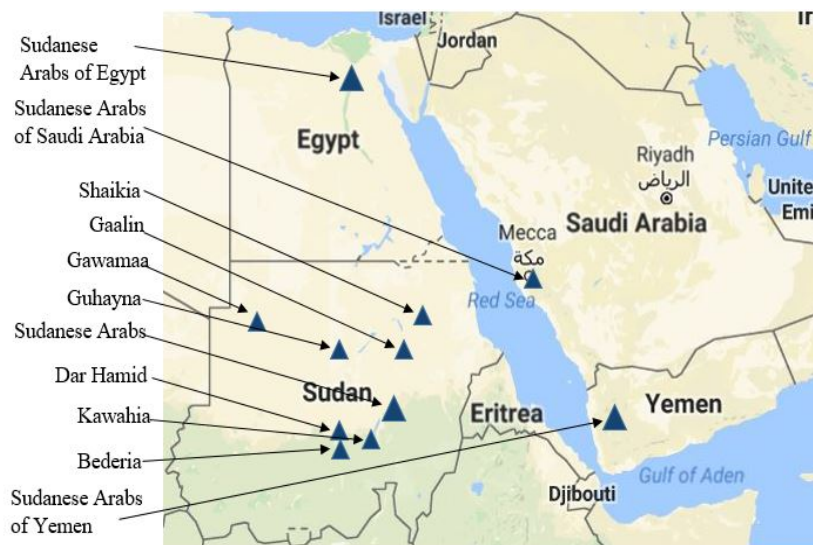 Sudanese
Arabs of Egypt
Sudanese Arabs
of Saudi Arabia
Shaikia
Gaalin
Gawamaa
Guhayna
Sudanese Arabs
Dar Hamid
Kawahia
Bederia
Sudanese Arabs
of Yemen
Israel
Jordan
Egypt
Persian Gulf
Riyadh
الرياض
United
Emi
Saudi Arabia
Mecca
مكة
Red Sea
Sudan
Eritrea
Yemen
Gulf of Aden
Djibouti